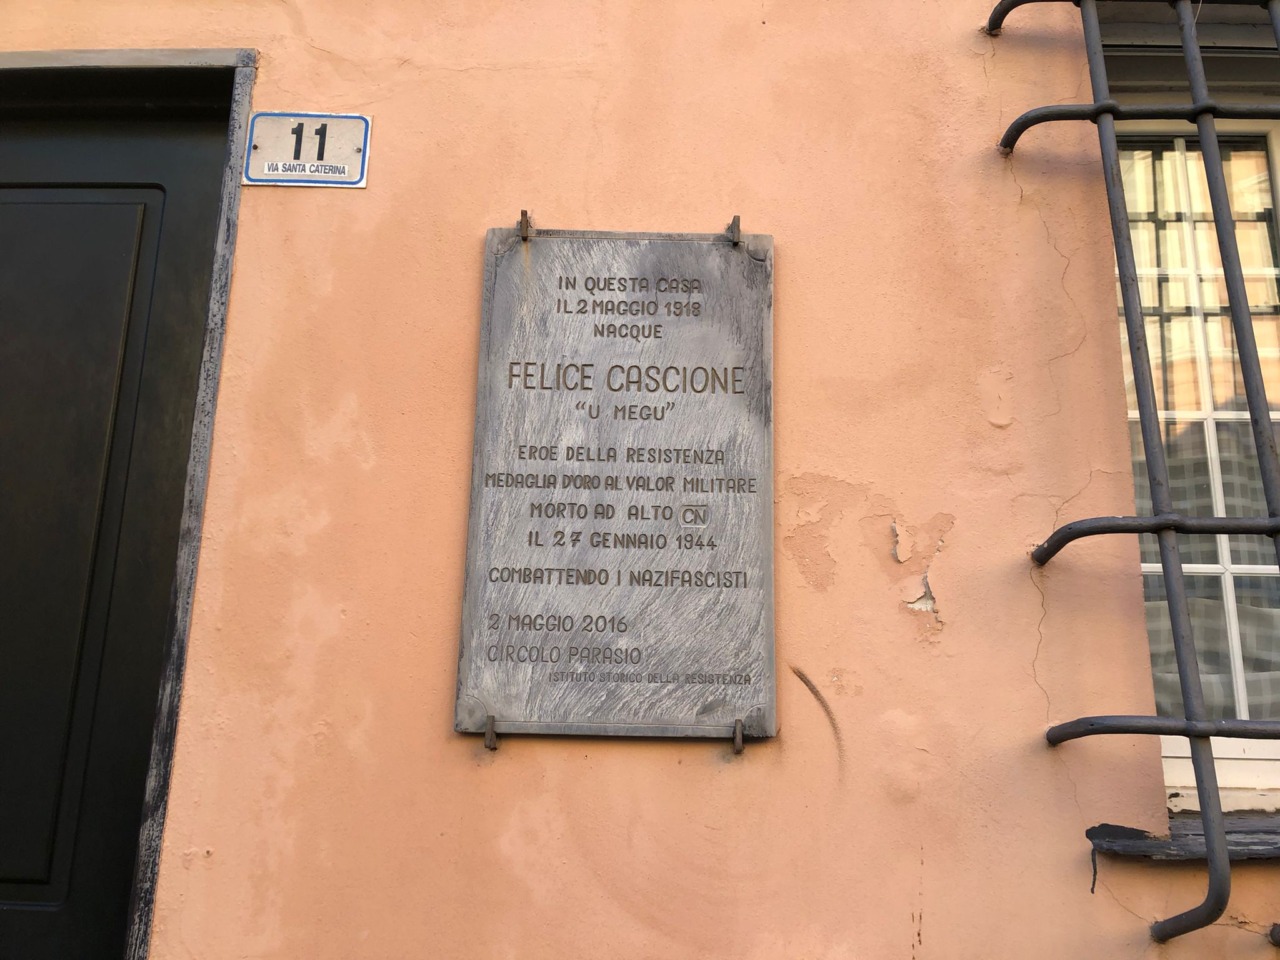 11
VIA SANTA CATERINA
IN QUESTA CASA
IL 2 MAGGIO 1918
NACQUE
FELICE CASCIONE
“U MEGU”
EROE DELLA RESISTENZA
MEDAGLIA D'ORO AL VALOR MILITARE
MORTO AD ALTO CN
IL 27 GENNAIO 1944
COMBATTENDO I NAZIFASCISTI
2 MAGGIO 2016
CIRCOLO PARASIO
ISTITUTO STORICO DELLA RESISTENZA